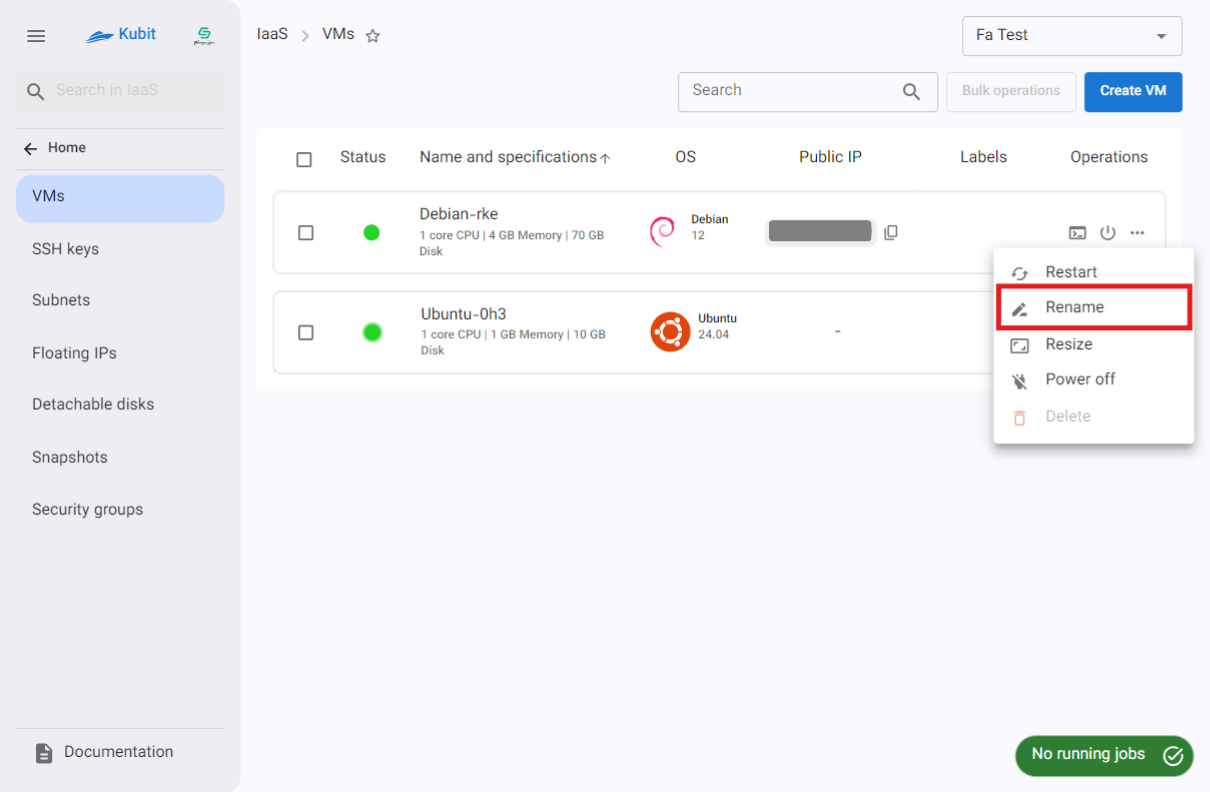 Kubit
IaaS > VMs
Fa Test
Search in IaaS
Search
Bulk operations
Create VM
Home
VMs
SSH keys
Subnets
Floating IPs
Detachable disks
Snapshots
Security groups
Documentation
Status
Name and specifications
OS
Public IP
Labels
Operations
Debian-rke
1 core CPU | 4 GB Memory | 70 GB
Disk
Debian
12
Ubuntu-0h3
1 core CPU | 1 GB Memory | 10 GB
Disk
Ubuntu
24.04
-
Restart
Rename
Resize
Power off
Delete
No running jobs